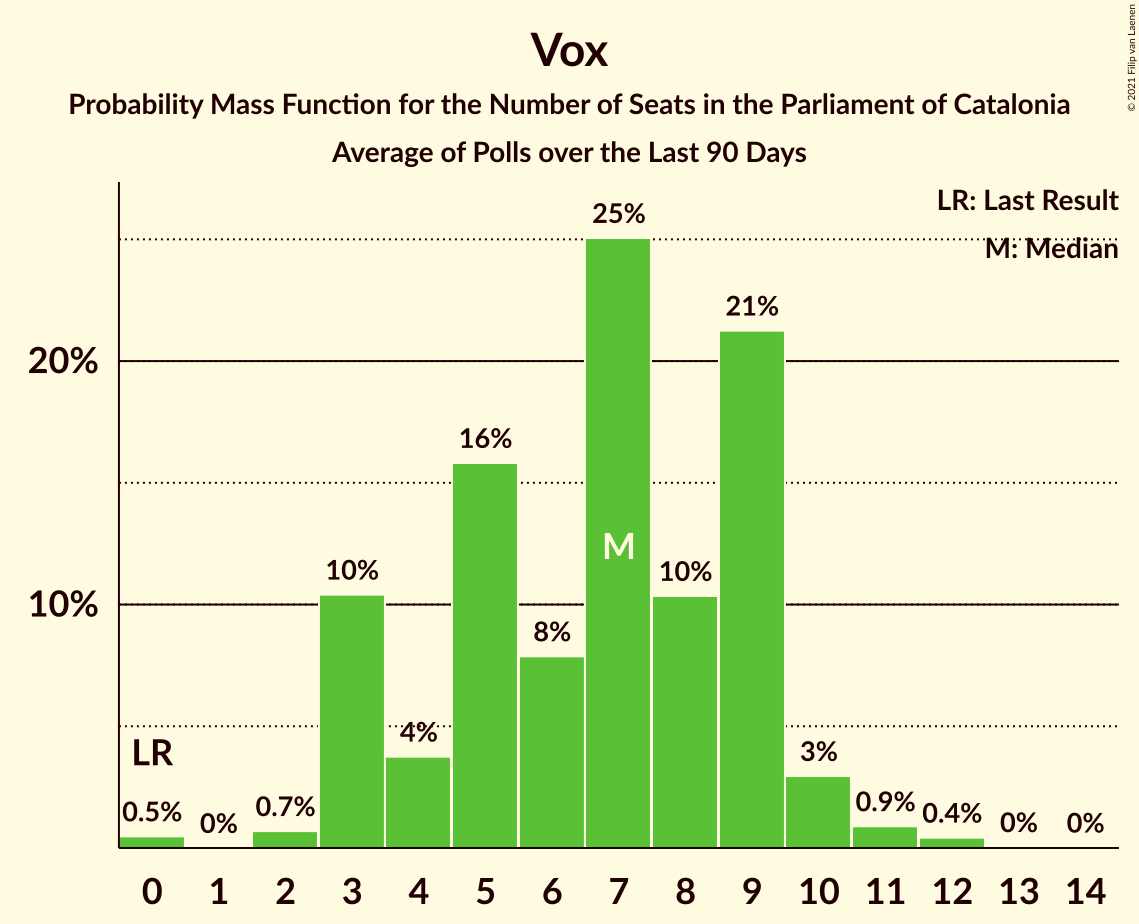 Vox
Probability Mass Function for the Number of Seats in the Parliament of Catalonia
Average of Polls over the Last 90 Days
© 2021 Filip van Laenen
LR: Last Result
M: Median
25%
21%
20%
16%
M
10%
10%
10%
8%
4%
LR
3%
0.5%
0%
0.7%
0.9%
0.4%
0%
0%
0 1 2 3 4 5 6 7 8 9 10 11 12 13 14